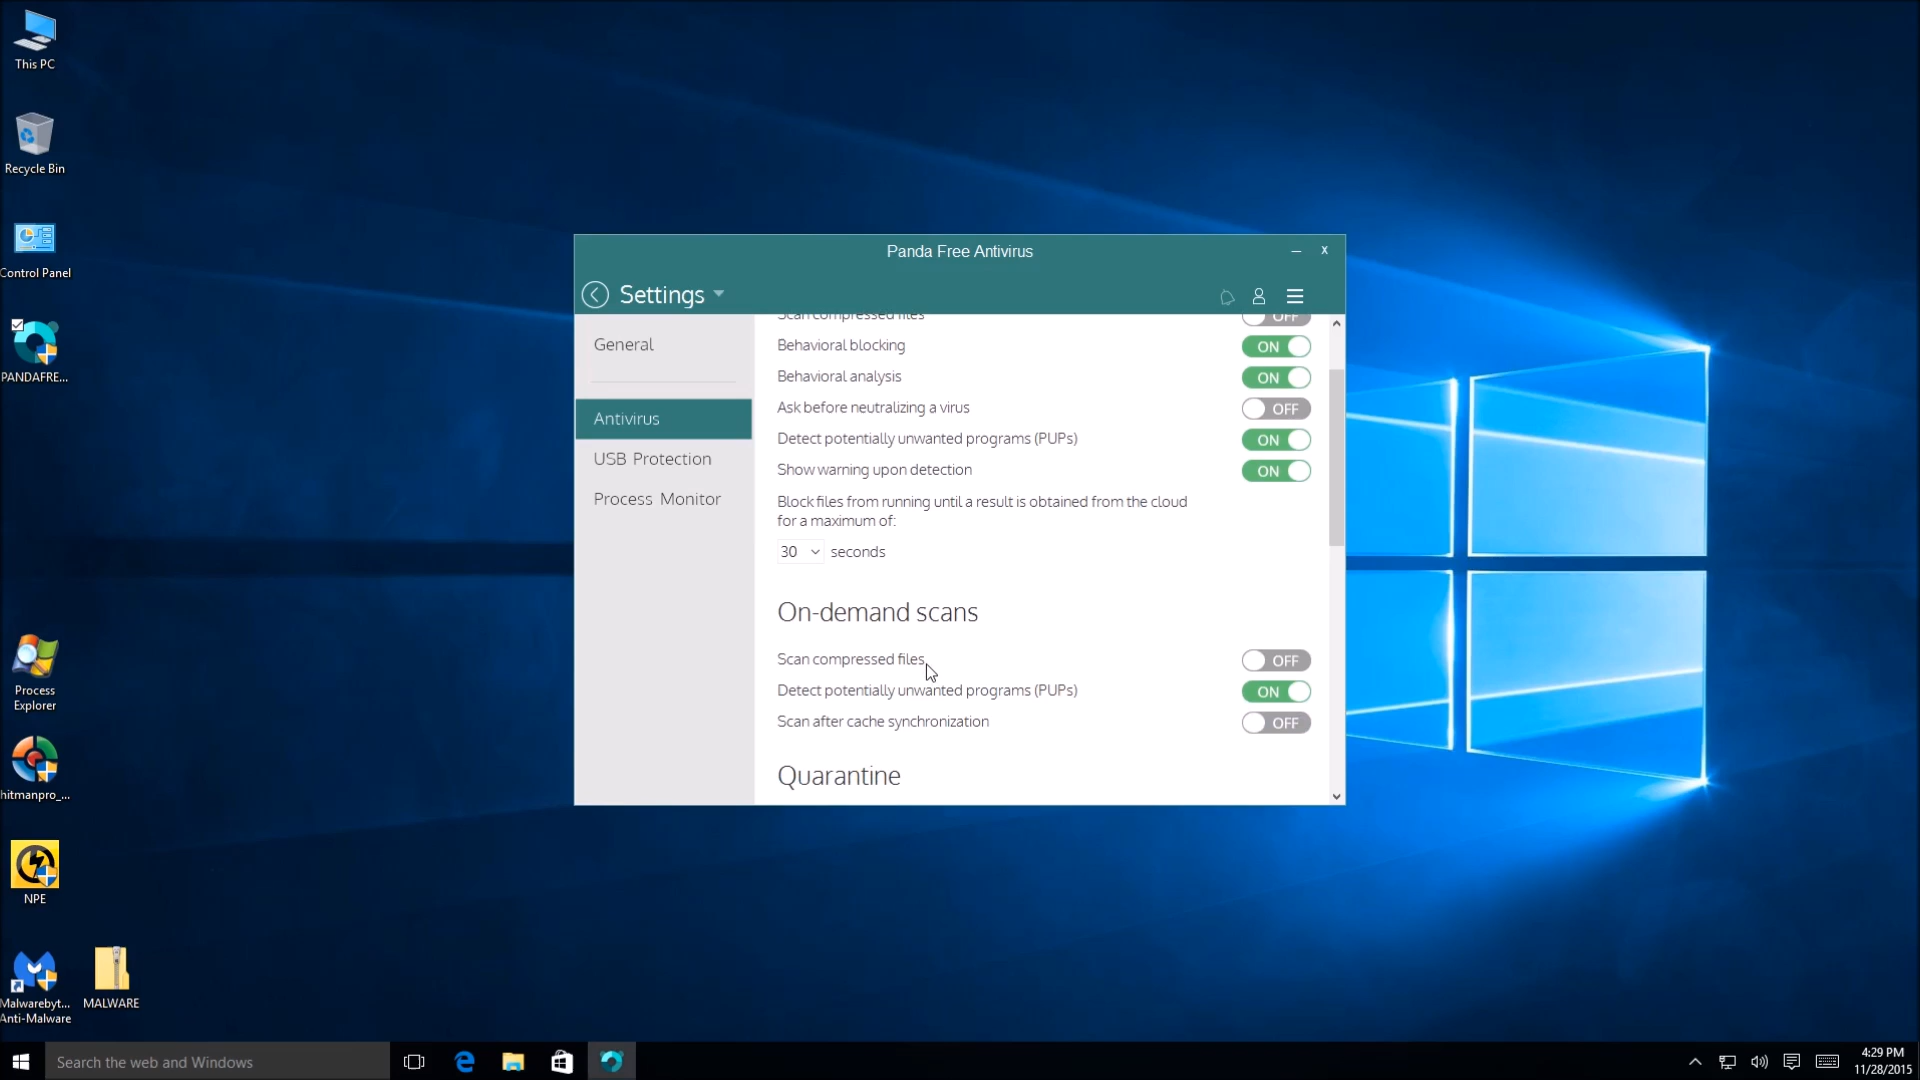 This PC
Recycle Bin
Control Panel
PANDAFRE...
Process
Explorer
hitmanpro_...
NPE
Malwarebyt...
Anti-Malware
MALWARE
Panda Free Antivirus
x
Settings
General
Antivirus
USB Protection
Process Monitor
Scan compressed files OFF
Behavioral blocking ON
Behavioral analysis ON
Ask before neutralizing a virus OFF
Detect potentially unwanted programs (PUPs) ON
Show warning upon detection ON
Block files from running until a result is obtained from the cloud
for a maximum of:
30 seconds
On-demand scans
Scan compressed files OFF
Detect potentially unwanted programs (PUPs) ON
Scan after cache synchronization OFF
Quarantine
Search the web and Windows
4:29 PM
11/28/2015